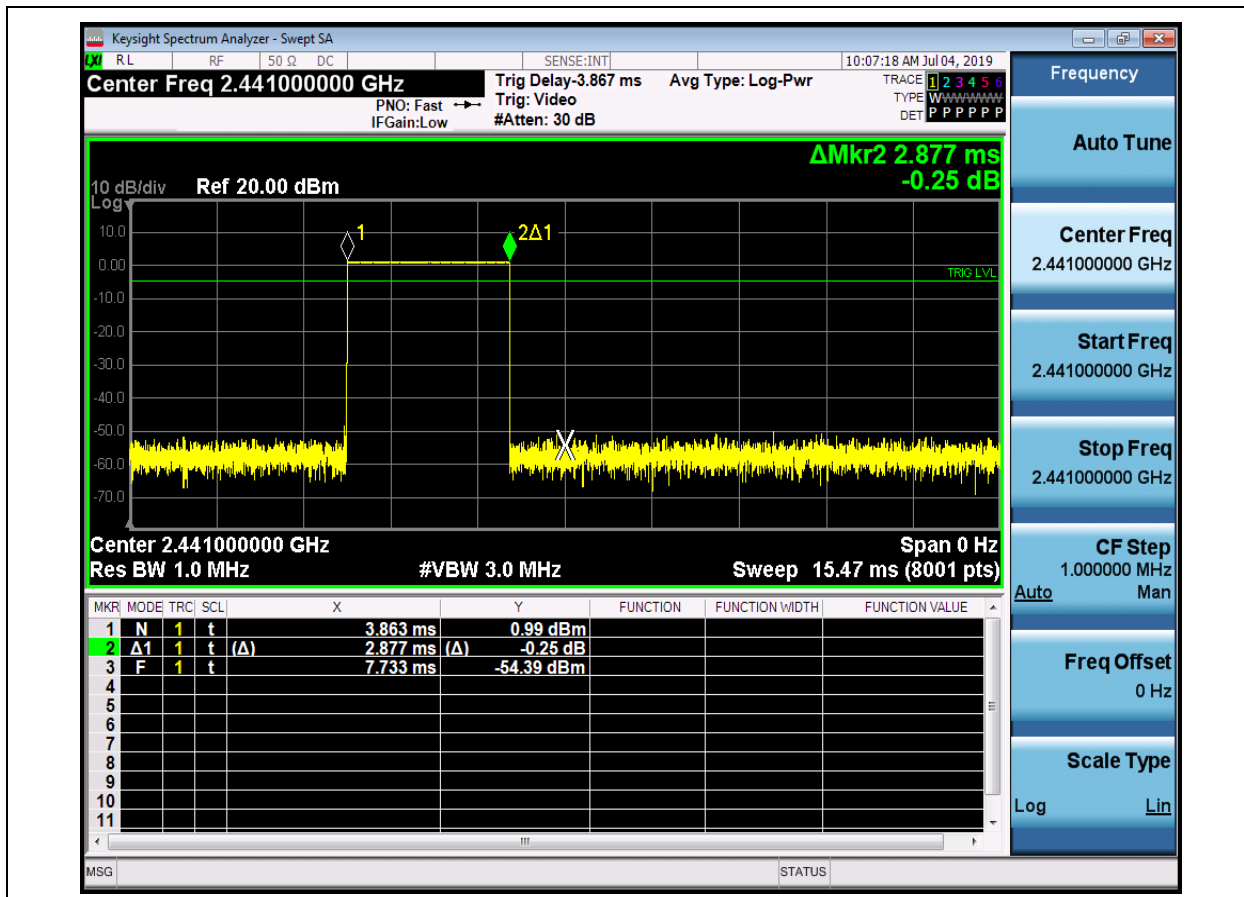 Keysight Spectrum Analyzer - Swept SA
LXI RL RF 50 Ω DC SENSE:INT 10:07:18 AM Jul 04, 2019
Center Freq 2.441000000 GHz
PNO: Fast
IFGain:Low
Trig Delay-3.867 ms
Trig: Video
#Atten: 30 dB
Avg Type: Log-Pwr
TRACE 1 2 3 4 5 6
TYPE WWWWWW
DET P P P P P P
ΔMkr2 2.877 ms
-0.25 dB
10 dB/div Ref 20.00 dBm
Log
10.0
0.00
-10.0
-20.0
-30.0
-40.0
-50.0
-60.0
-70.0
1
2Δ1
TRIG LVL
X
Center 2.441000000 GHz Span 0 Hz
Res BW 1.0 MHz #VBW 3.0 MHz Sweep 15.47 ms (8001 pts)
MKR MODE TRC SCL X Y FUNCTION FUNCTION WIDTH FUNCTION VALUE
1 N 1 t 3.863 ms 0.99 dBm
2 Δ1 1 t (Δ) 2.877 ms (Δ) -0.25 dB
3 F 1 t 7.733 ms -54.39 dBm
4
5
6
7
8
9
10
11
MSG STATUS
Frequency
Auto Tune
Center Freq
2.441000000 GHz
Start Freq
2.441000000 GHz
Stop Freq
2.441000000 GHz
CF Step
1.000000 MHz
Auto Man
Freq Offset
0 Hz
Scale Type
Log Lin